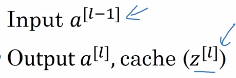 Input a^{[l-1]}
Output a^{[l]}, cache (z^{[l]})